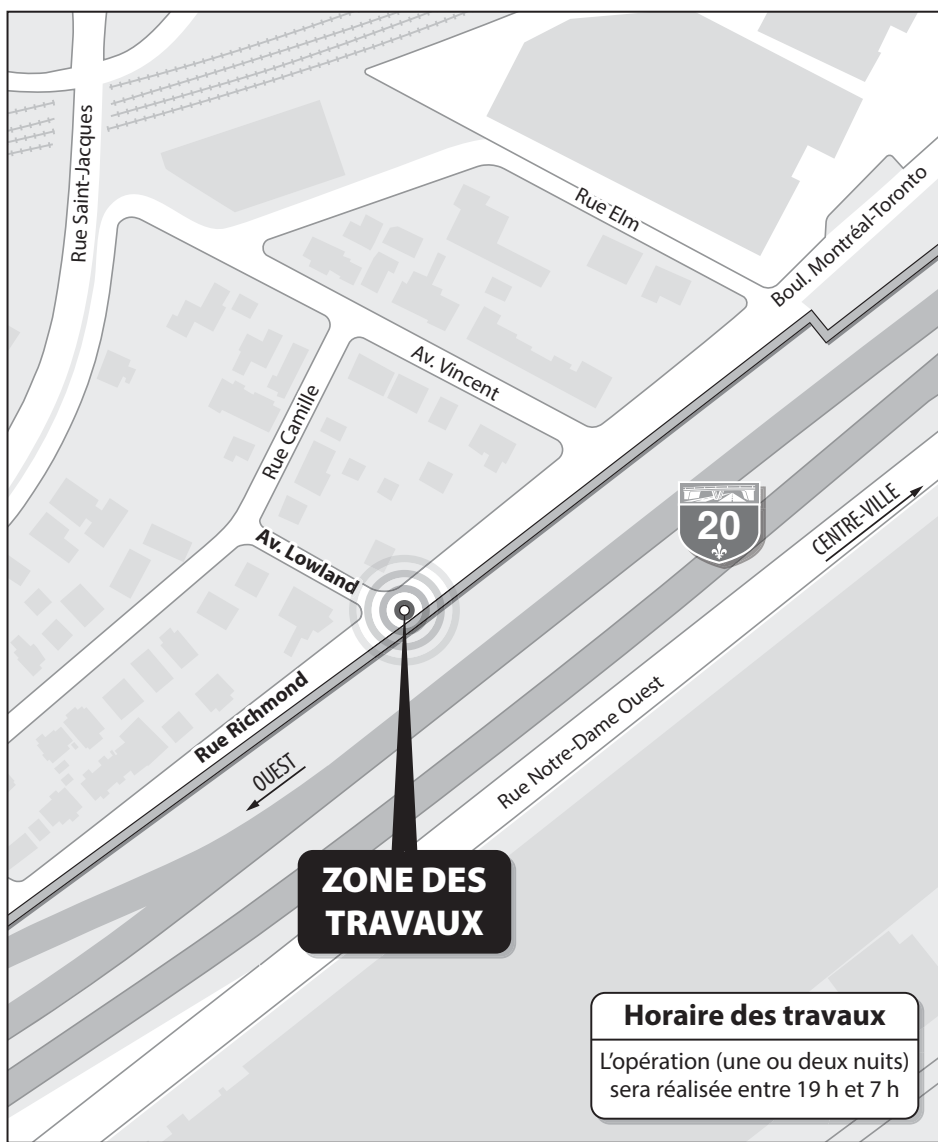 Rue Saint-Jacques
Rue Elm
Boul. Montréal-Toronto
Av. Vincent
Rue Camille
Av. Lowland
20
CENTRE-VILLE
Rue Richmond
OUEST
Rue Notre-Dame Ouest
ZONE DES
TRAVAUX
Horaire des travaux
L'opération (une ou deux nuits)
sera réalisée entre 19 h et 7 h